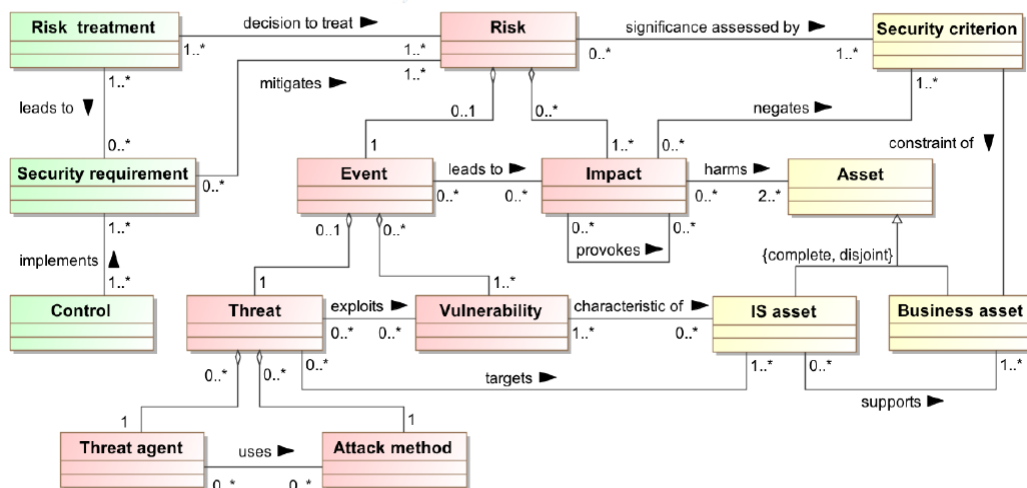 Risk treatment
decision to treat
Risk
significance assessed by
Security criterion
1..*
1..*
0..*
1..*
1..*
mitigates
1..*
leads to
0..1
0..*
negates
1..*
constraint of
0..*
1
1..*
0..*
Security requirement
Event
leads to
Impact
harms
Asset
0..*
0..*
0..*
0..*
2..*
1..*
0..1
0..*
0..*
0..*
provokes
implements
{complete, disjoint}
1..*
1
1..*
Control
Threat
exploits
Vulnerability
characteristic of
IS asset
Business asset
0..*
0..*
1..*
0..*
0..*
0..*
0..*
targets
1..*
0..*
1..*
supports
1
1
Threat agent
uses
Attack method
0..*
0..*